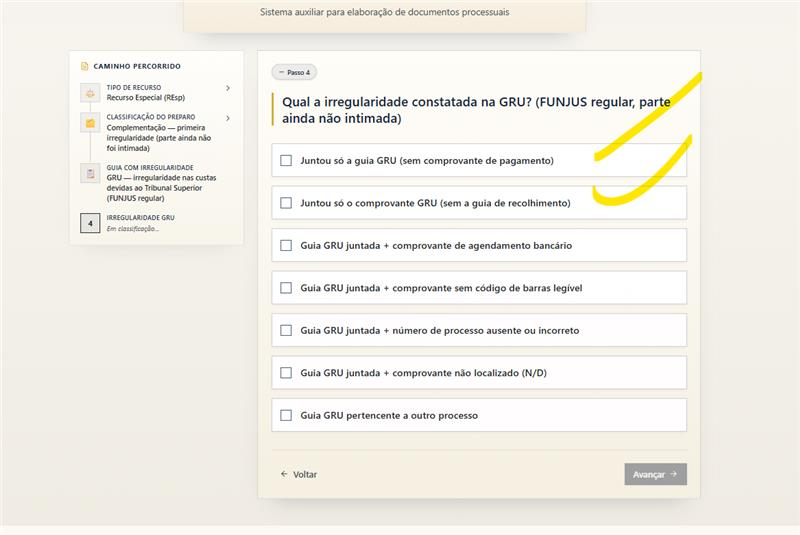 Sistema auxiliar para elaboração de documentos processuais
CAMINHO PERCORRIDO
TIPO DE RECURSO
Recurso Especial (REsp)
CLASSIFICAÇÃO DO PREPARO
Complementação — primeira
irregularidade (parte ainda não
foi intimada)
GUIA COM IRREGULARIDADE
GRU — irregularidade nas custas
devidas ao Tribunal Superior
(FUNJUS regular)
4
IRREGULARIDADE GRU
Em classificação...
Passo 4
Qual a irregularidade constatada na GRU? (FUNJUS regular, parte
ainda não intimada)
Juntou só a guia GRU (sem comprovante de pagamento)
Juntou só o comprovante GRU (sem a guia de recolhimento)
Guia GRU juntada + comprovante de agendamento bancário
Guia GRU juntada + comprovante sem código de barras legível
Guia GRU juntada + número de processo ausente ou incorreto
Guia GRU juntada + comprovante não localizado (N/D)
Guia GRU pertencente a outro processo
← Voltar
Avançar →